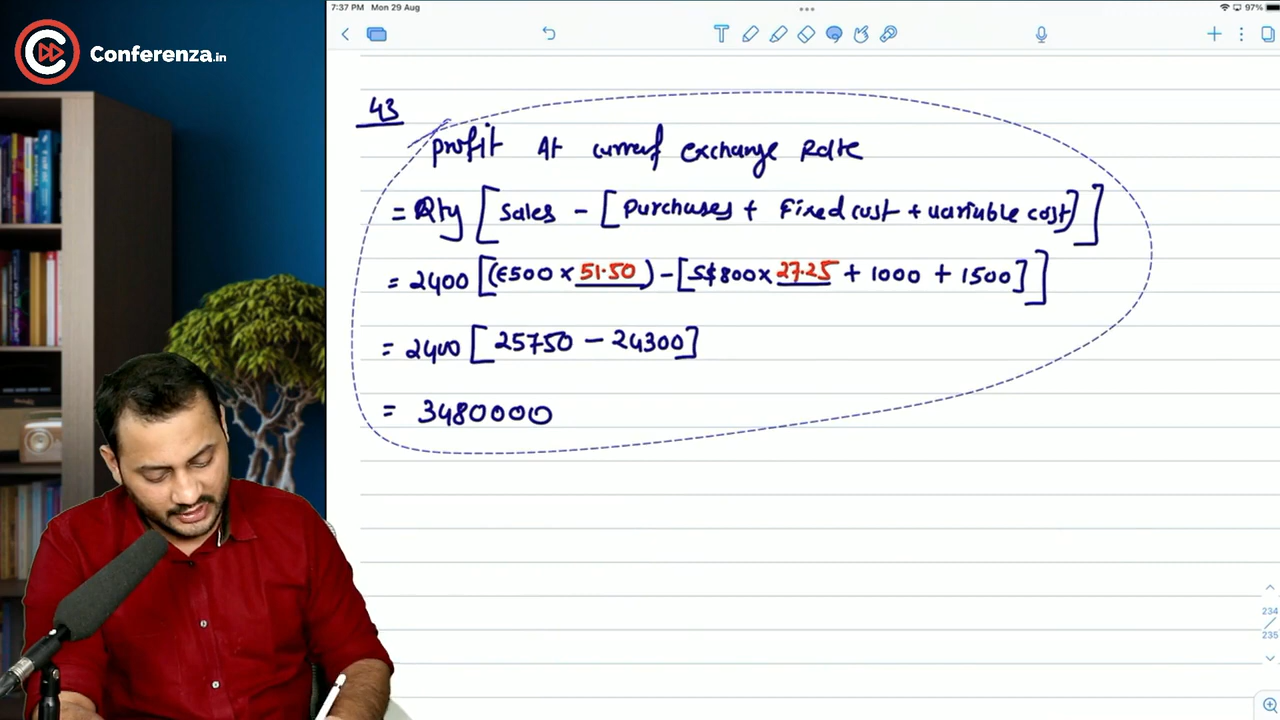 7:37 PM Mon 29 Aug
97%
Conferenza.in
43
Profit At current exchange Rate
= Qty [Sales - [Purchases + Fixed cost + variable cost]]
= 2400 [(€500 × 51.50) - [S$800 × 27.25 + 1000 + 1500]]
= 2400 [25750 - 24300]
= 3480000
234
235